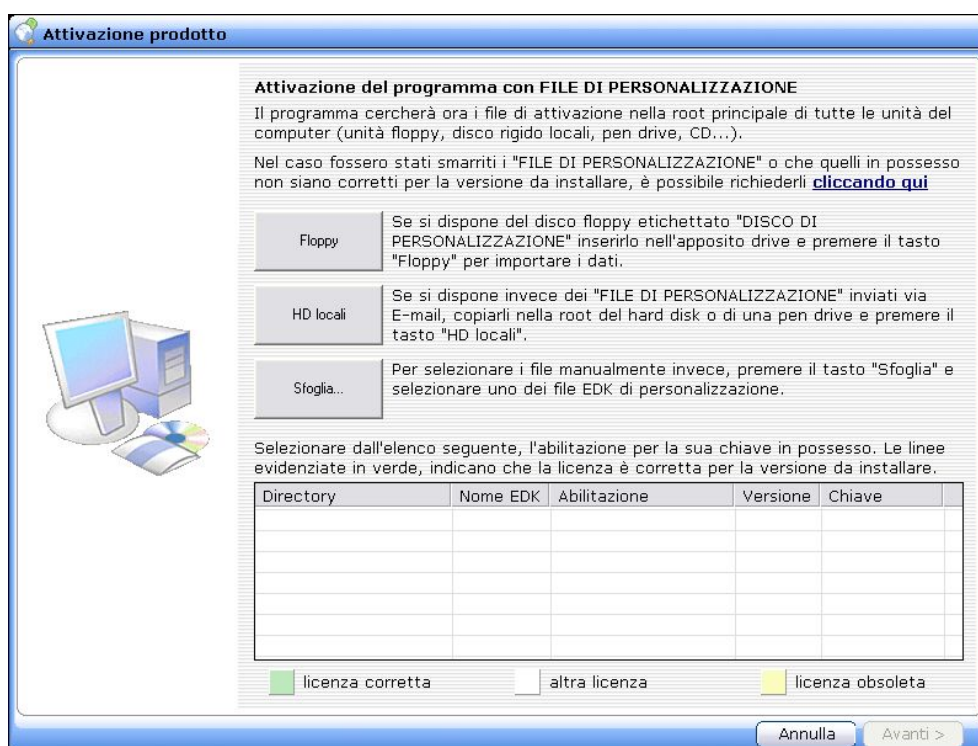 Attivazione prodotto
Attivazione del programma con FILE DI PERSONALIZZAZIONE
Il programma cercherà ora i file di attivazione nella root principale di tutte le unità del
computer (unità floppy, disco rigido locali, pen drive, CD...).
Nel caso fossero stati smarriti i "FILE DI PERSONALIZZAZIONE" o che quelli in possesso
non siano corretti per la versione da installare, è possibile richiederli cliccando qui
Floppy
Se si dispone del disco floppy etichettato "DISCO DI
PERSONALIZZAZIONE" inserirlo nell'apposito drive e premere il tasto
"Floppy" per importare i dati.
HD locali
Se si dispone invece dei "FILE DI PERSONALIZZAZIONE" inviati via
E-mail, copiarli nella root del hard disk o di una pen drive e premere il
tasto "HD locali".
Sfoglia...
Per selezionare i file manualmente invece, premere il tasto "Sfoglia" e
selezionare uno dei file EDK di personalizzazione.
Selezionare dall'elenco seguente, l'abilitazione per la sua chiave in possesso. Le linee
evidenziate in verde, indicano che la licenza è corretta per la versione da installare.
Directory Nome EDK Abilitazione Versione Chiave
licenza corretta altra licenza licenza obsoleta
Annulla Avanti >